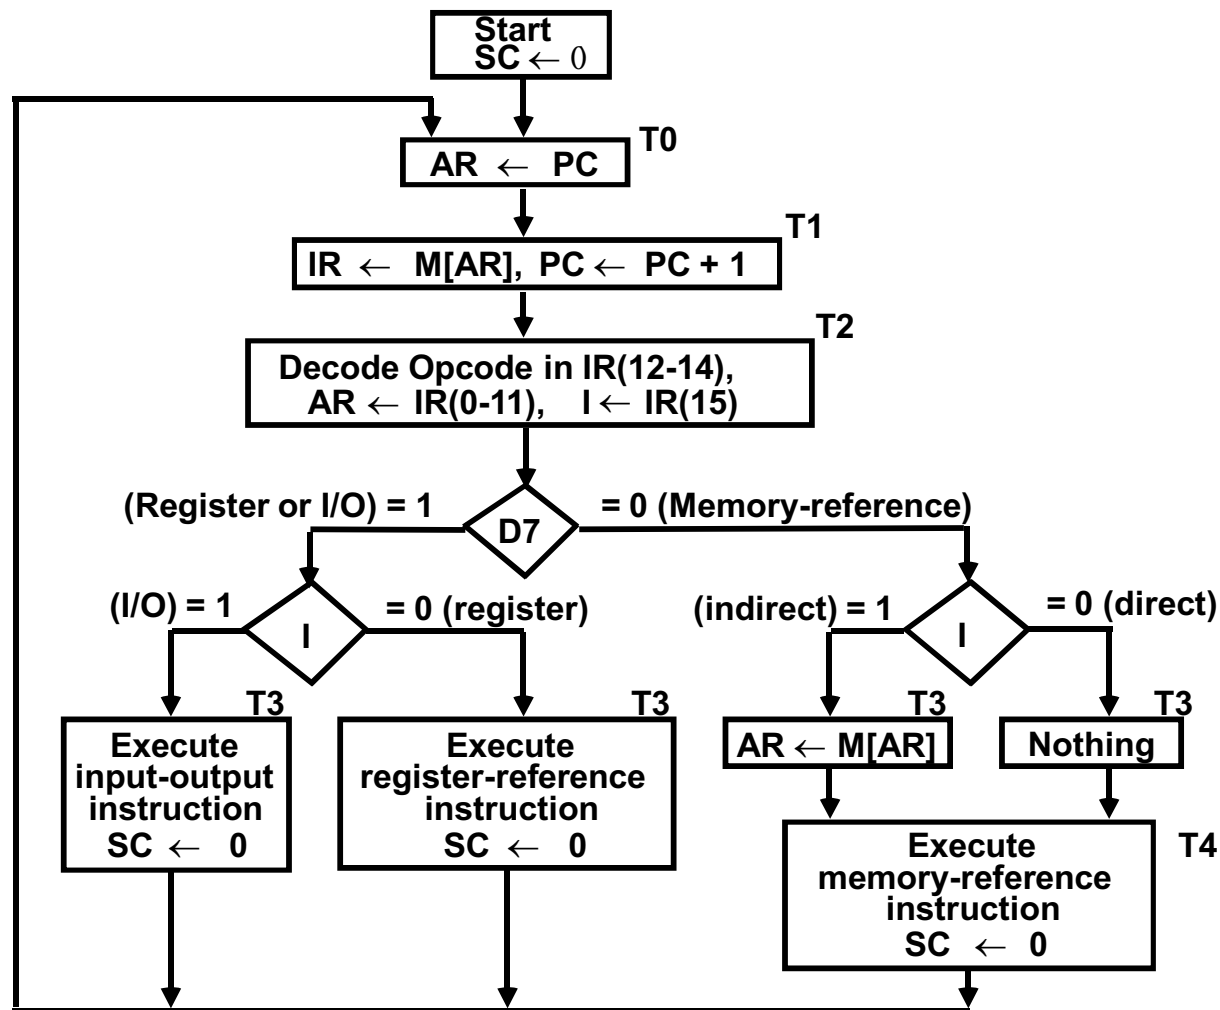 Start
SC ← 0
T0
AR ← PC
T1
IR ← M[AR], PC ← PC + 1
T2
Decode Opcode in IR(12-14),
AR ← IR(0-11), I ← IR(15)
(Register or I/O) = 1
= 0 (Memory-reference)
D7
(I/O) = 1
= 0 (register)
(indirect) = 1
= 0 (direct)
I
I
T3
T3
T3
T3
Execute
input-output
instruction
SC ← 0
Execute
register-reference
instruction
SC ← 0
AR ← M[AR]
Nothing
T4
Execute
memory-reference
instruction
SC ← 0